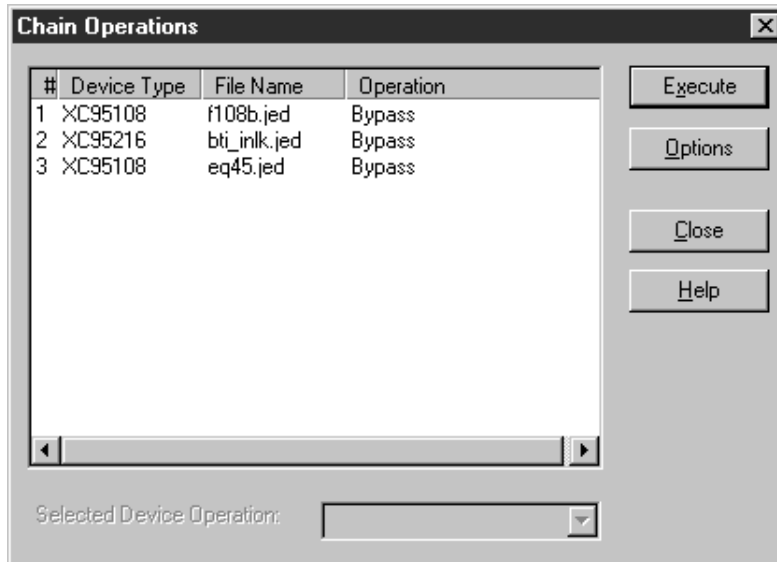 Chain Operations
# Device Type File Name Operation
1 XC95108 f108b.jed Bypass
2 XC95216 bti_inlk.jed Bypass
3 XC95108 eq45.jed Bypass
Execute
Options
Close
Help
Selected Device Operation: